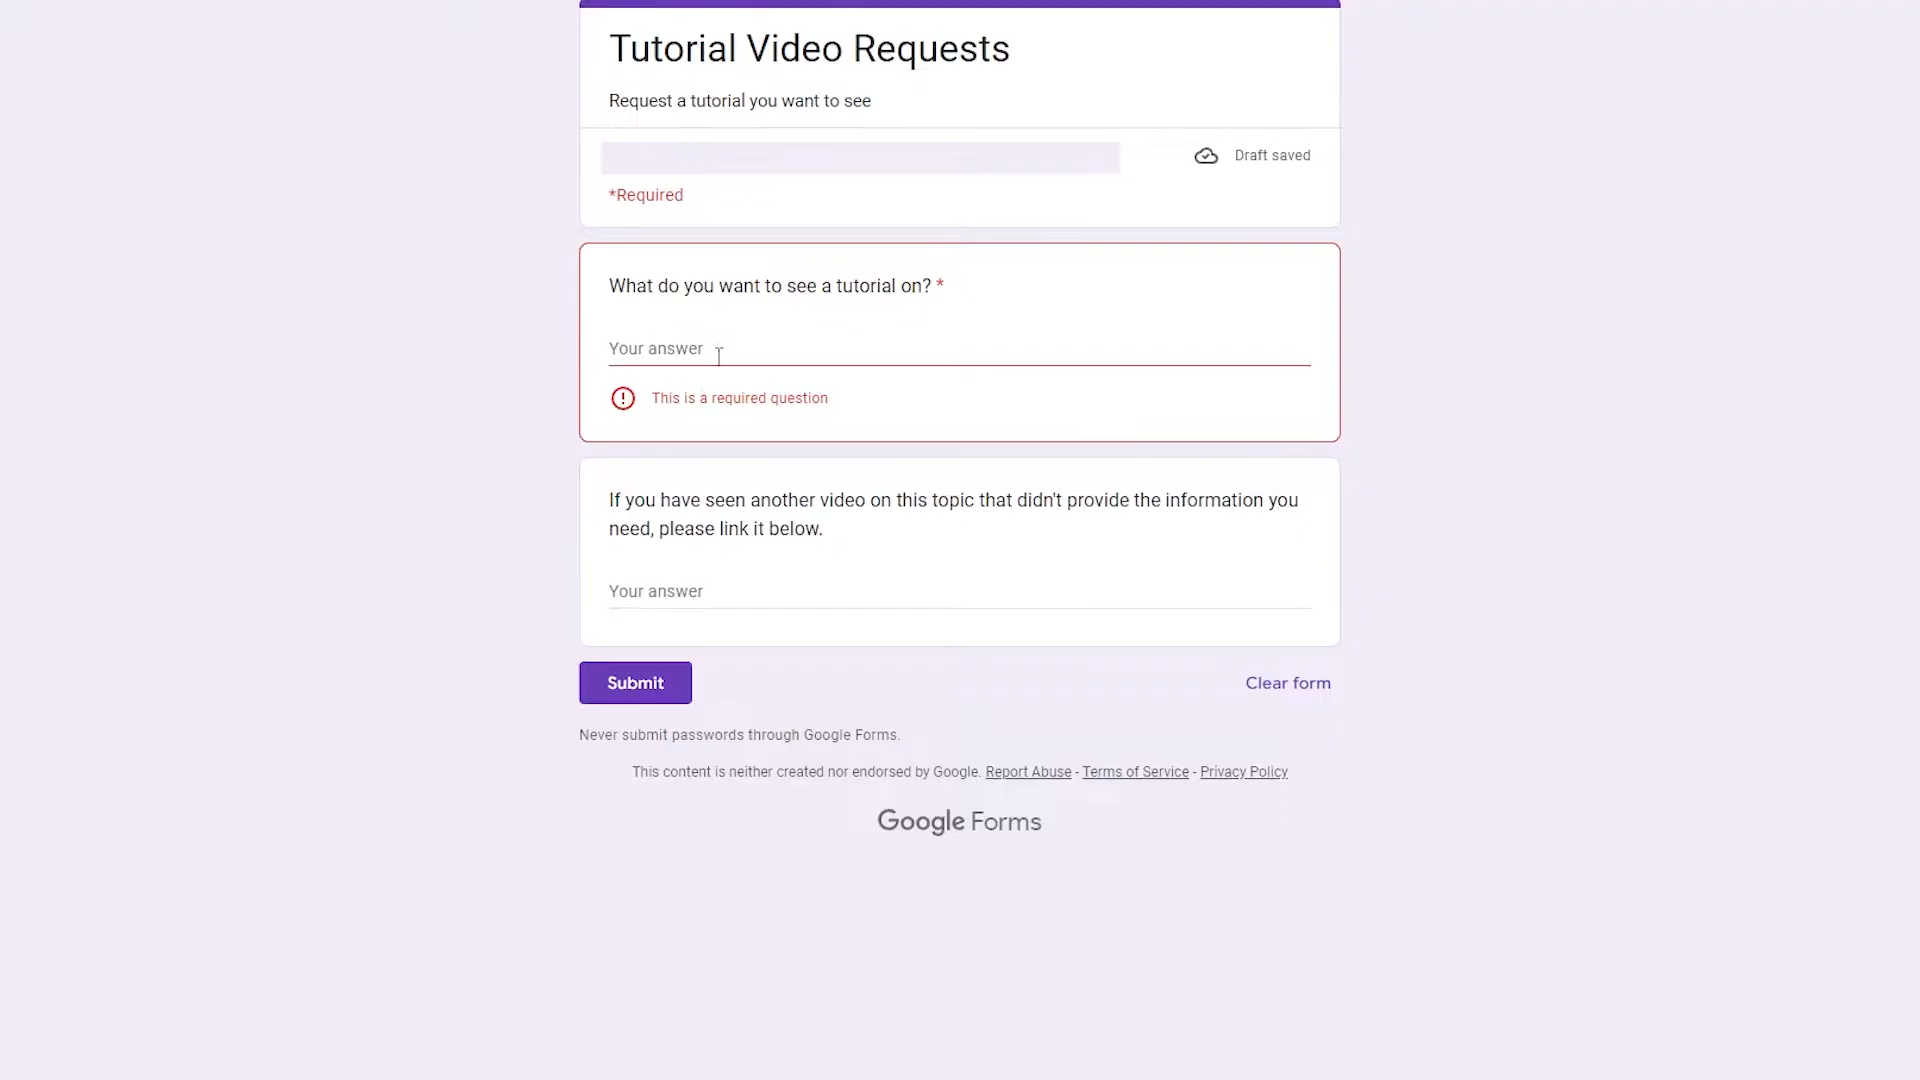 Tutorial Video Requests
Request a tutorial you want to see
Draft saved
*Required
What do you want to see a tutorial on? *
Your answer
This is a required question
If you have seen another video on this topic that didn't provide the information you
need, please link it below.
Your answer
Submit
Clear form
Never submit passwords through Google Forms.
This content is neither created nor endorsed by Google. Report Abuse - Terms of Service - Privacy Policy
Google Forms